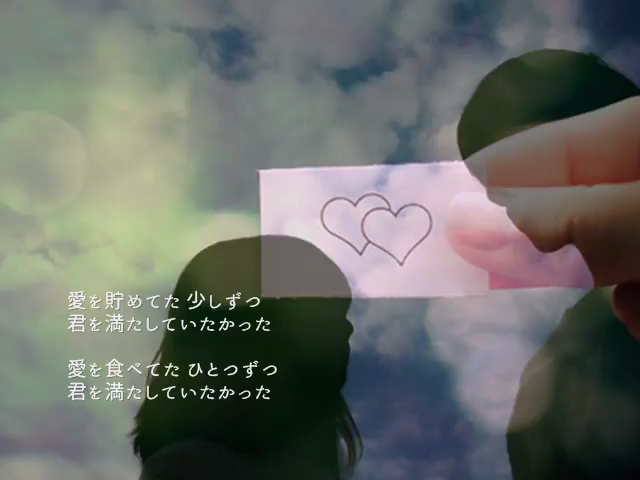 愛を貯めてた 少しずつ
君を満たしていたかった
愛を食べてた ひとつずつ
君を満たしていたかった